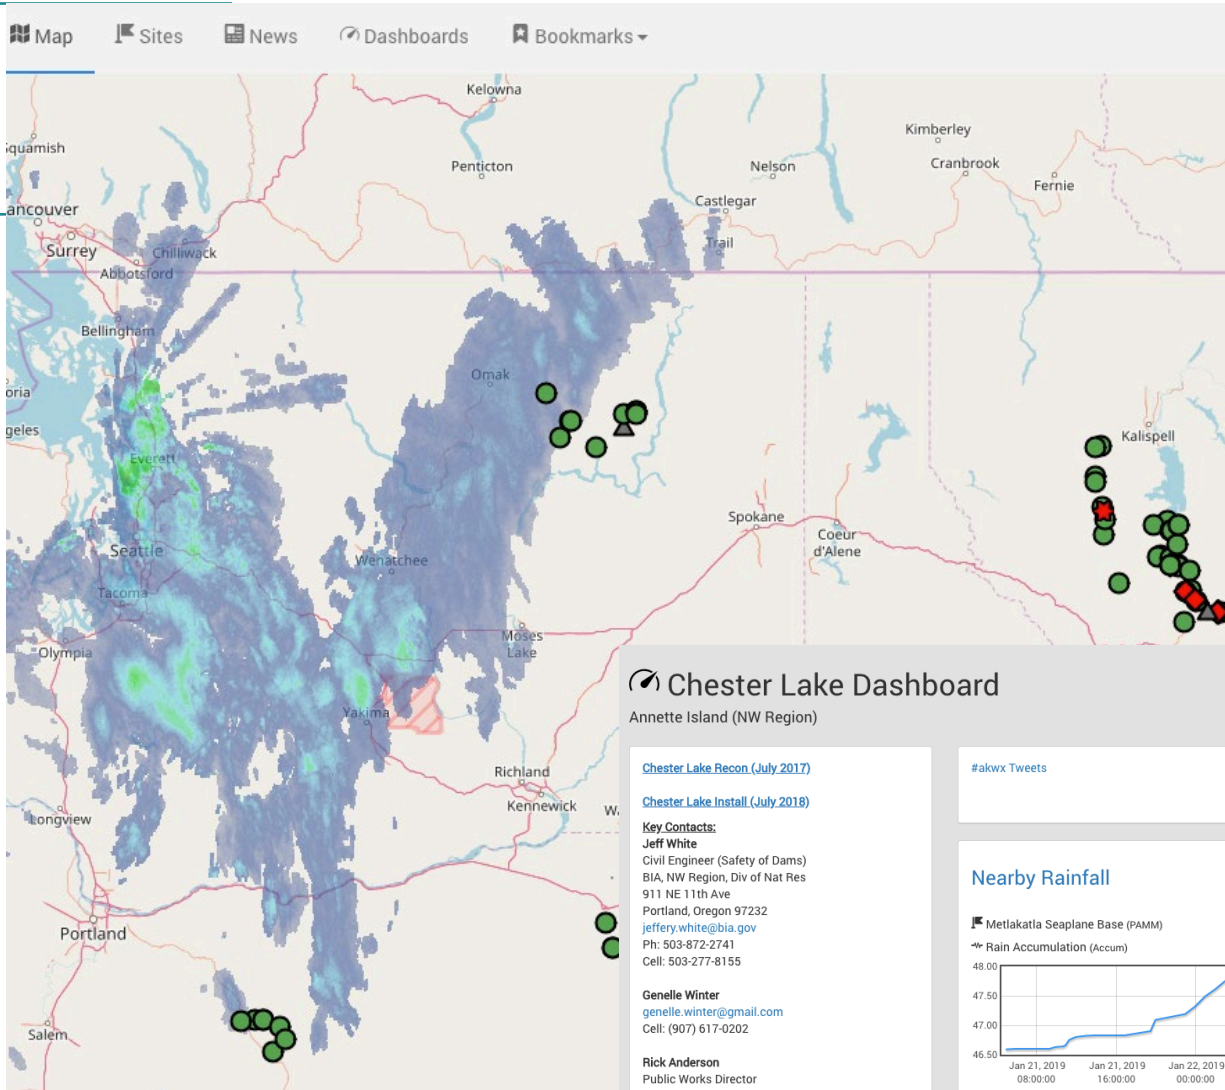 Map Sites News Dashboards Bookmarks
Kelowna
Kimberley
Squamish
Penticton
Nelson
Cranbrook
Fernie
Castlegar
ancouver
Surrey
Chilliwack
Trail
Abbotsford
Bellingham
Omak
oria
geles
Kalispell
Everett
Spokane
Coeur
d'Alene
Seattle
Wenatchee
Tacoma
Moses
Lake
Olympia
Yakima
Richland
Kennewick
Longview
Portland
Salem
Chester Lake Dashboard
Annette Island (NW Region)
Chester Lake Recon (July 2017)
Chester Lake Install (July 2018)
Key Contacts:
Jeff White
Civil Engineer (Safety of Dams)
BIA, NW Region, Div of Nat Res
911 NE 11th Ave
Portland, Oregon 97232
jeffery.white@bia.gov
Ph: 503-872-2741
Cell: 503-277-8155
Genelle Winter
genelle.winter@gmail.com
Cell: (907) 617-0202
Rick Anderson
Public Works Director
#akwx Tweets
Nearby Rainfall
Metlakatla Seaplane Base (PAMM)
Rain Accumulation (Accum)
48.00
47.50
47.00
46.50
Jan 21, 2019 Jan 21, 2019 Jan 22, 2019
08:00:00 16:00:00 00:00:00